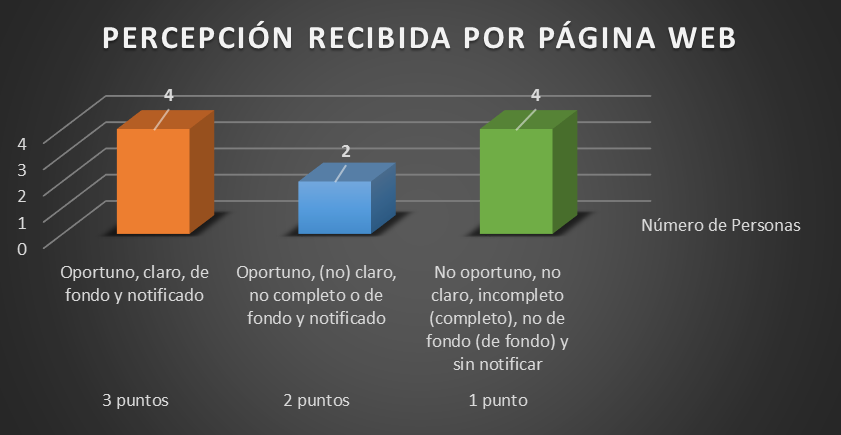 PERCEPCIÓN RECIBIDA POR PÁGINA WEB
4
2
4
4
3
2
1
0
Número de Personas
Oportuno, claro, de
fondo y notificado
Oportuno, (no) claro,
no completo o de
fondo y notificado
No oportuno, no
claro, incompleto
(completo), no de
fondo (de fondo) y
sin notificar
3 puntos
2 puntos
1 punto